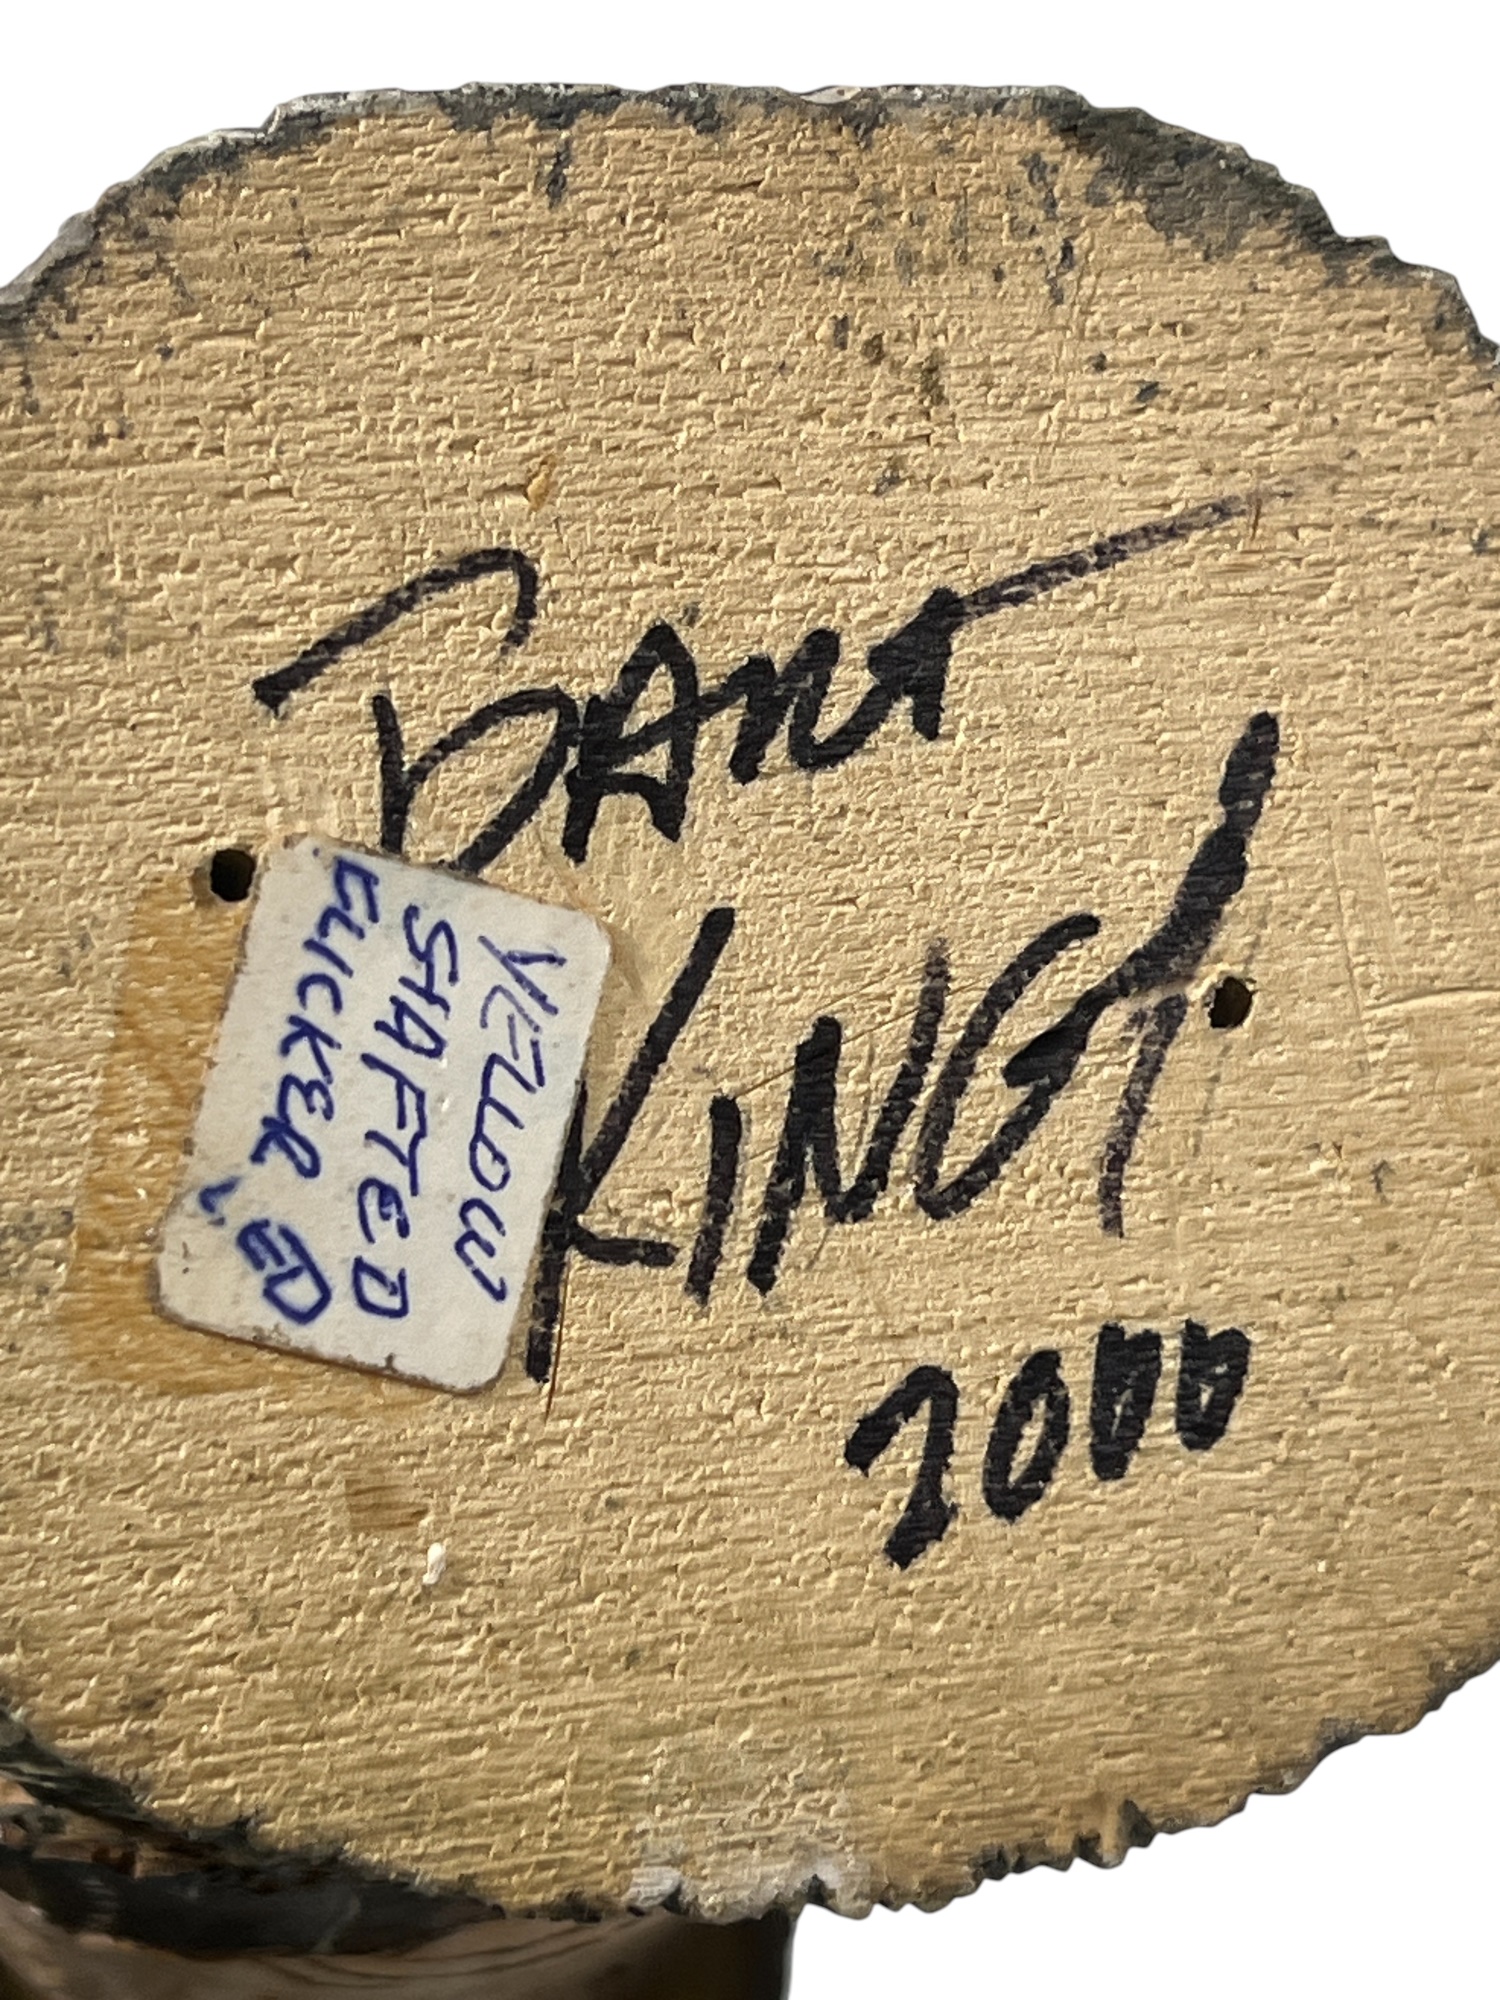 BART
KING
2000
YELLOW
SHAFTED
FLICKER,